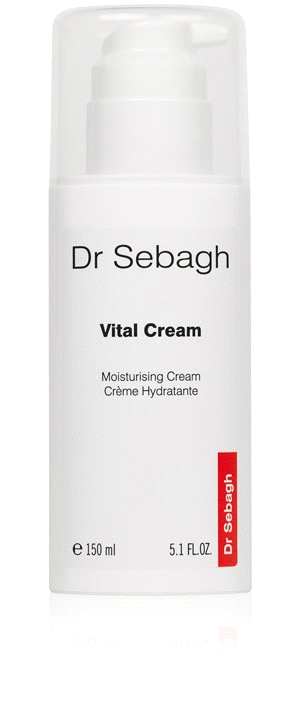 Dr Sebagh
Vital Cream
Moisturising Cream
Crème Hydratante
℮ 150 ml 5.1 FL.OZ.
Dr Sebagh